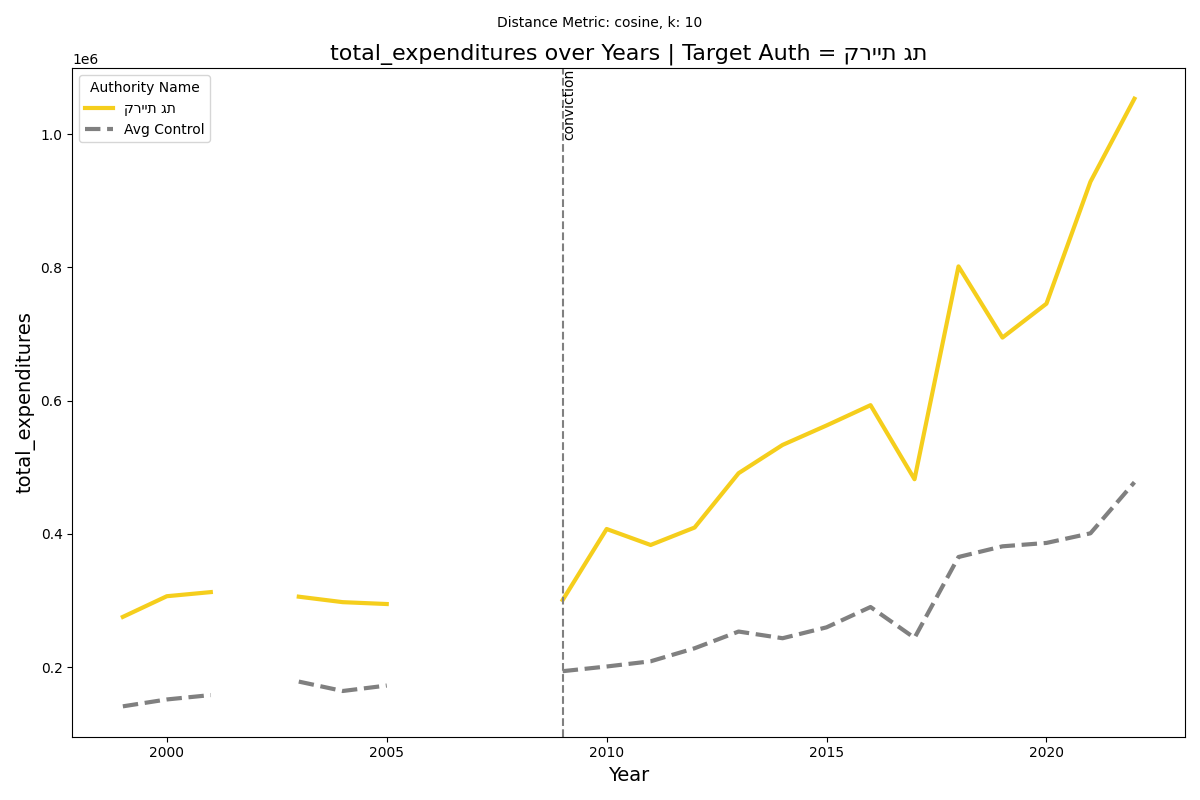 Distance Metric: cosine, k: 10
total_expenditures over Years | Target Auth = קריית גת
1e6
Authority Name
קריית גת
Avg Control
conviction
1.0
0.8
0.6
0.4
0.2
total_expenditures
2000 2005 2010 2015 2020
Year